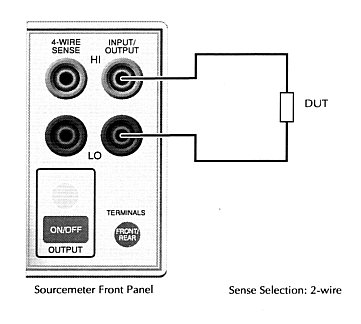 4-WIRE SENSE
INPUT/ OUTPUT
HI
DUT
LO
ON/OFF
OUTPUT
TERMINALS
FRONT/ REAR
Sourcemeter Front Panel
Sense Selection: 2-wire